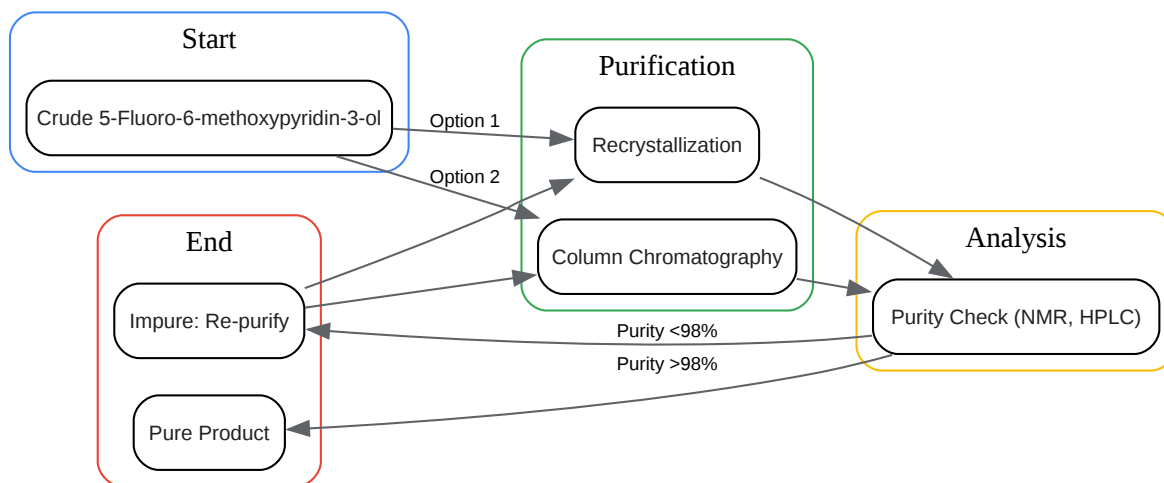 Start
Crude 5-Fluoro-6-methoxypyridin-3-ol
Option 1
Option 2
Purification
Recrystallization
Column Chromatography
Analysis
Purity Check (NMR, HPLC)
End
Impure: Re-purify
Purity <98%
Purity >98%
Pure Product